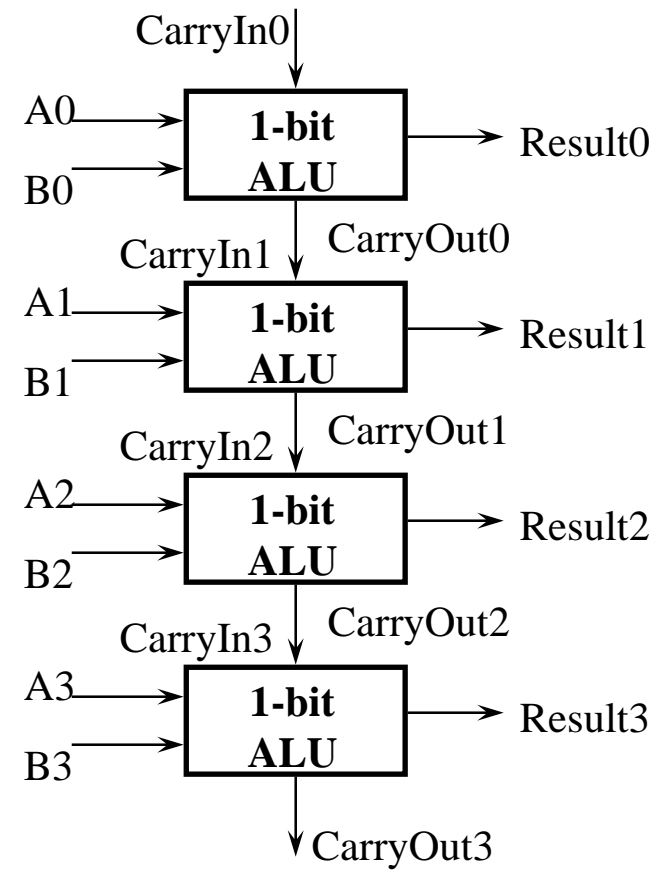 CarryIn0
A0
B0
1-bit
ALU
Result0
CarryIn1
CarryOut0
A1
B1
1-bit
ALU
Result1
CarryIn2
CarryOut1
A2
B2
1-bit
ALU
Result2
CarryIn3
CarryOut2
A3
B3
1-bit
ALU
Result3
CarryOut3